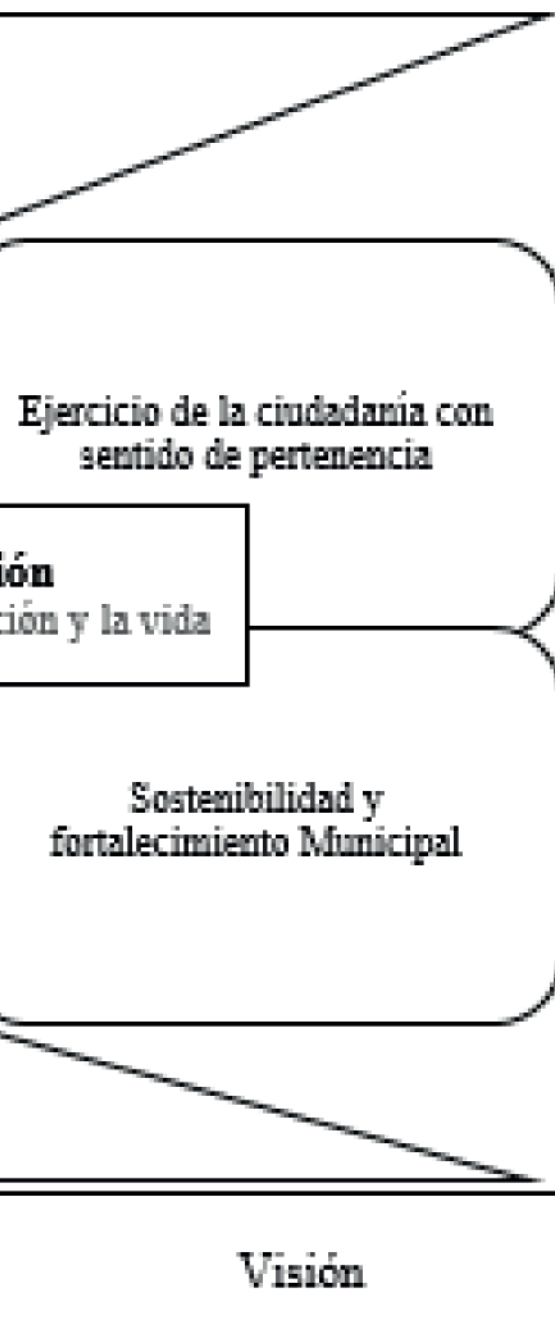 Ejercicio de la ciudadanía con
sentido de pertenencia
ión
ción y la vida
Sostenibilidad y
fortalecimiento Municipal
Visión